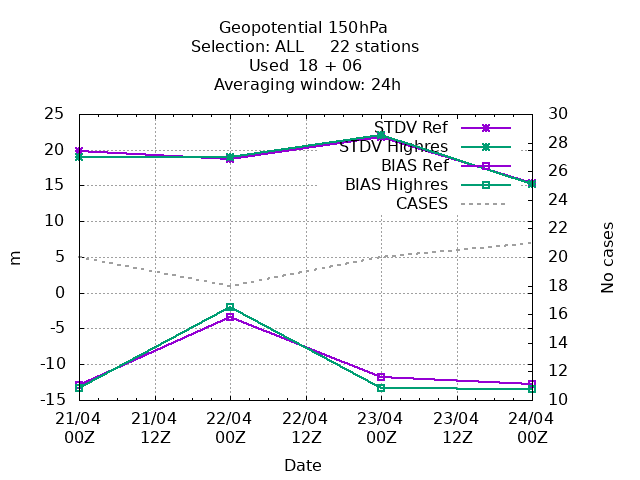 Geopotential 150hPa
Selection: ALL 22 stations
Used 18 + 06
Averaging window: 24h
25 30
20 28
15 26
10 24
5 22
0 20
-5 18
-10 16
-15 14
12
10
m
No cases
STDV Ref
STDV Highres
BIAS Ref
BIAS Highres
CASES
21/04 21/04 22/04 22/04 23/04 23/04 24/04
00Z 12Z 00Z 12Z 00Z 12Z 00Z
Date